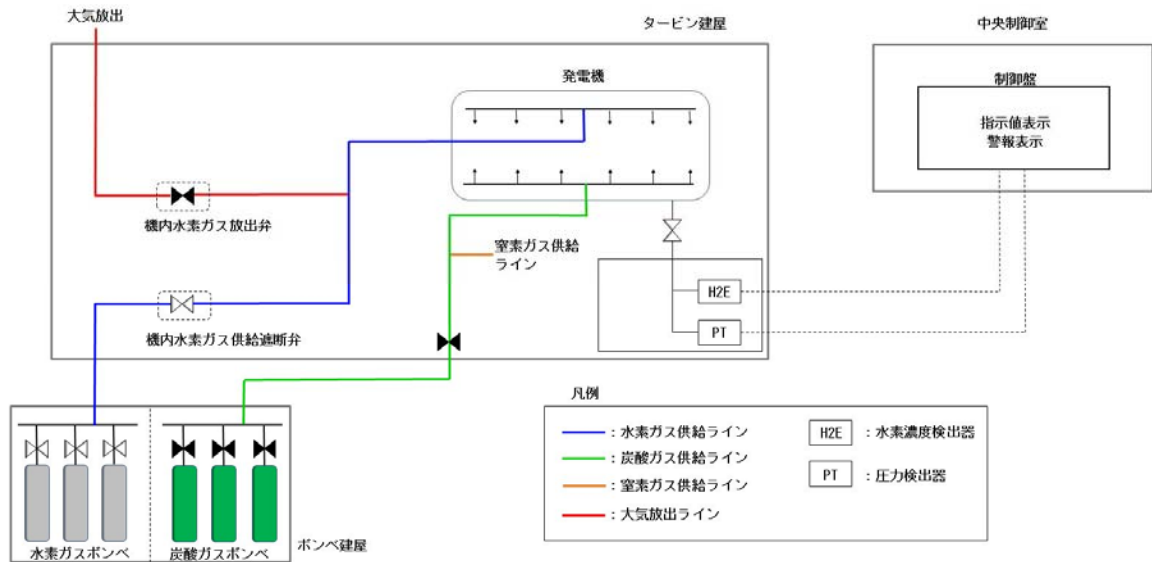 大気放出
タービン建屋
中央制御室
発電機
制御盤
指示値表示
警報表示
機内水素ガス放出弁
窒素ガス供給
ライン
H2E
機内水素ガス供給遮断弁
PT
凡例
：水素ガス供給ライン
H2E
：水素濃度検出器
：炭酸ガス供給ライン
PT
：圧力検出器
：窒素ガス供給ライン
：大気放出ライン
水素ガスボンベ
炭酸ガスボンベ
ボンベ建屋